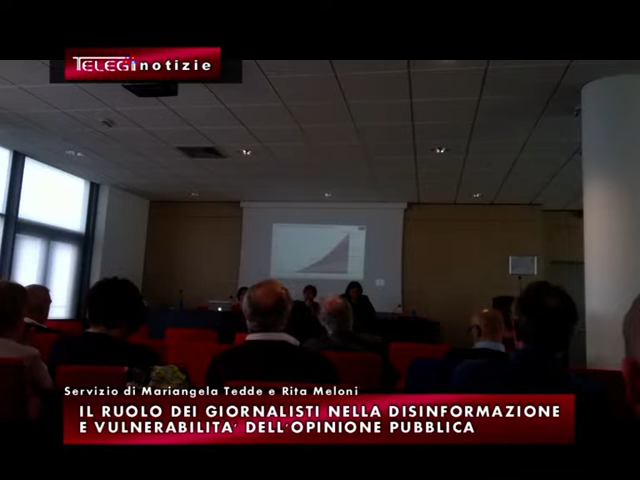 TELEGInotizie
Servizio di Mariangela Tedde e Rita Meloni
IL RUOLO DEI GIORNALISTI NELLA DISINFORMAZIONE
E VULNERABILITA' DELL'OPINIONE PUBBLICA